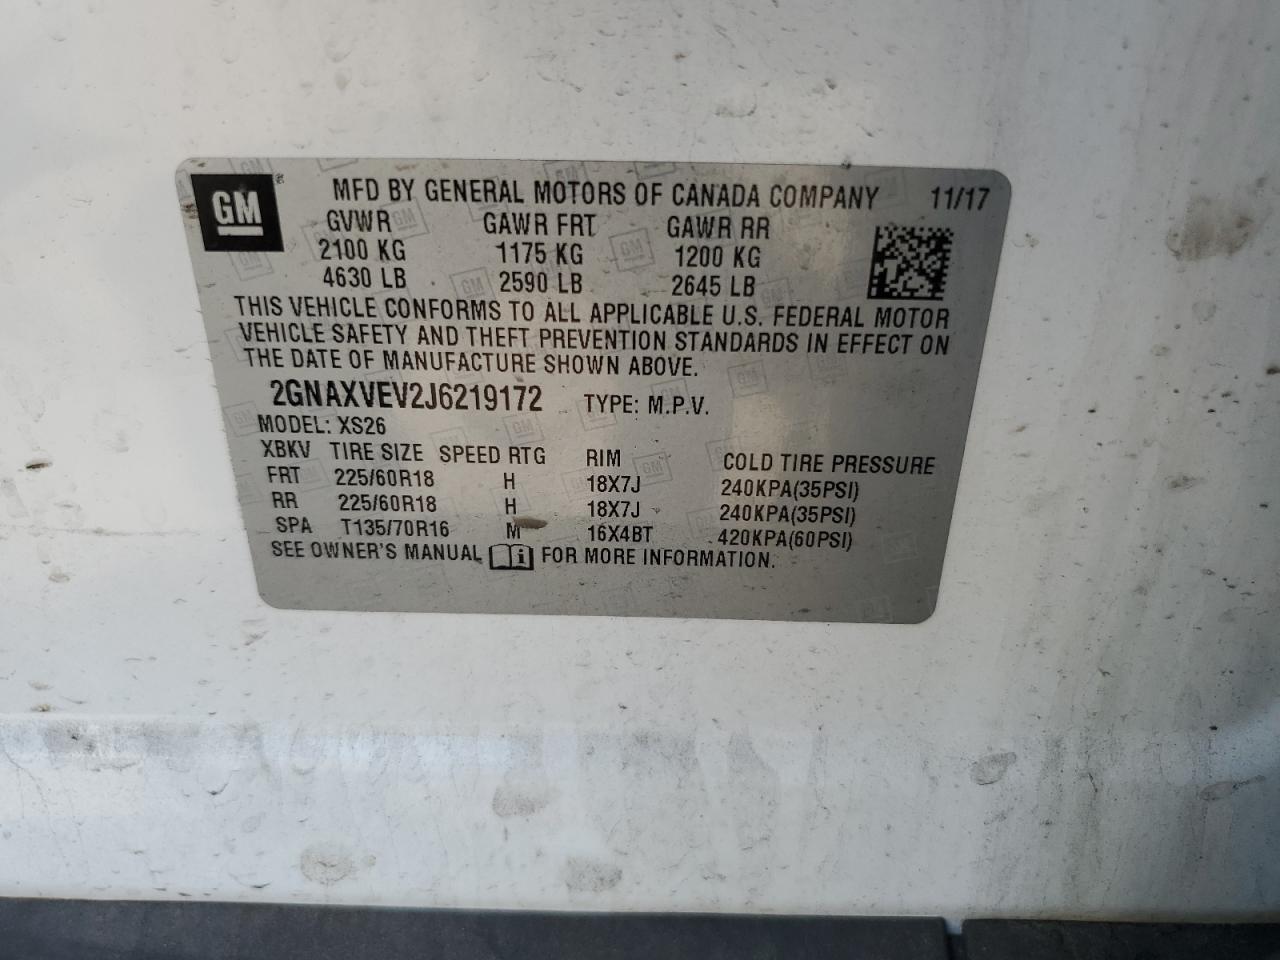 GM
MFD BY GENERAL MOTORS OF CANADA COMPANY 11/17
GVWR GAWR FRT GAWR RR
2100 KG 1175 KG 1200 KG
4630 LB 2590 LB 2645 LB
THIS VEHICLE CONFORMS TO ALL APPLICABLE U.S. FEDERAL MOTOR
VEHICLE SAFETY AND THEFT PREVENTION STANDARDS IN EFFECT ON
THE DATE OF MANUFACTURE SHOWN ABOVE.
2GNAXVEV2J6219172 TYPE: M.P.V.
MODEL: XS26
XBKV TIRE SIZE SPEED RTG RIM COLD TIRE PRESSURE
FRT 225/60R18 H 18X7J 240KPA(35PSI)
RR 225/60R18 H 18X7J 240KPA(35PSI)
SPA T135/70R16 M 16X4BT 420KPA(60PSI)
SEE OWNER'S MANUAL i FOR MORE INFORMATION.